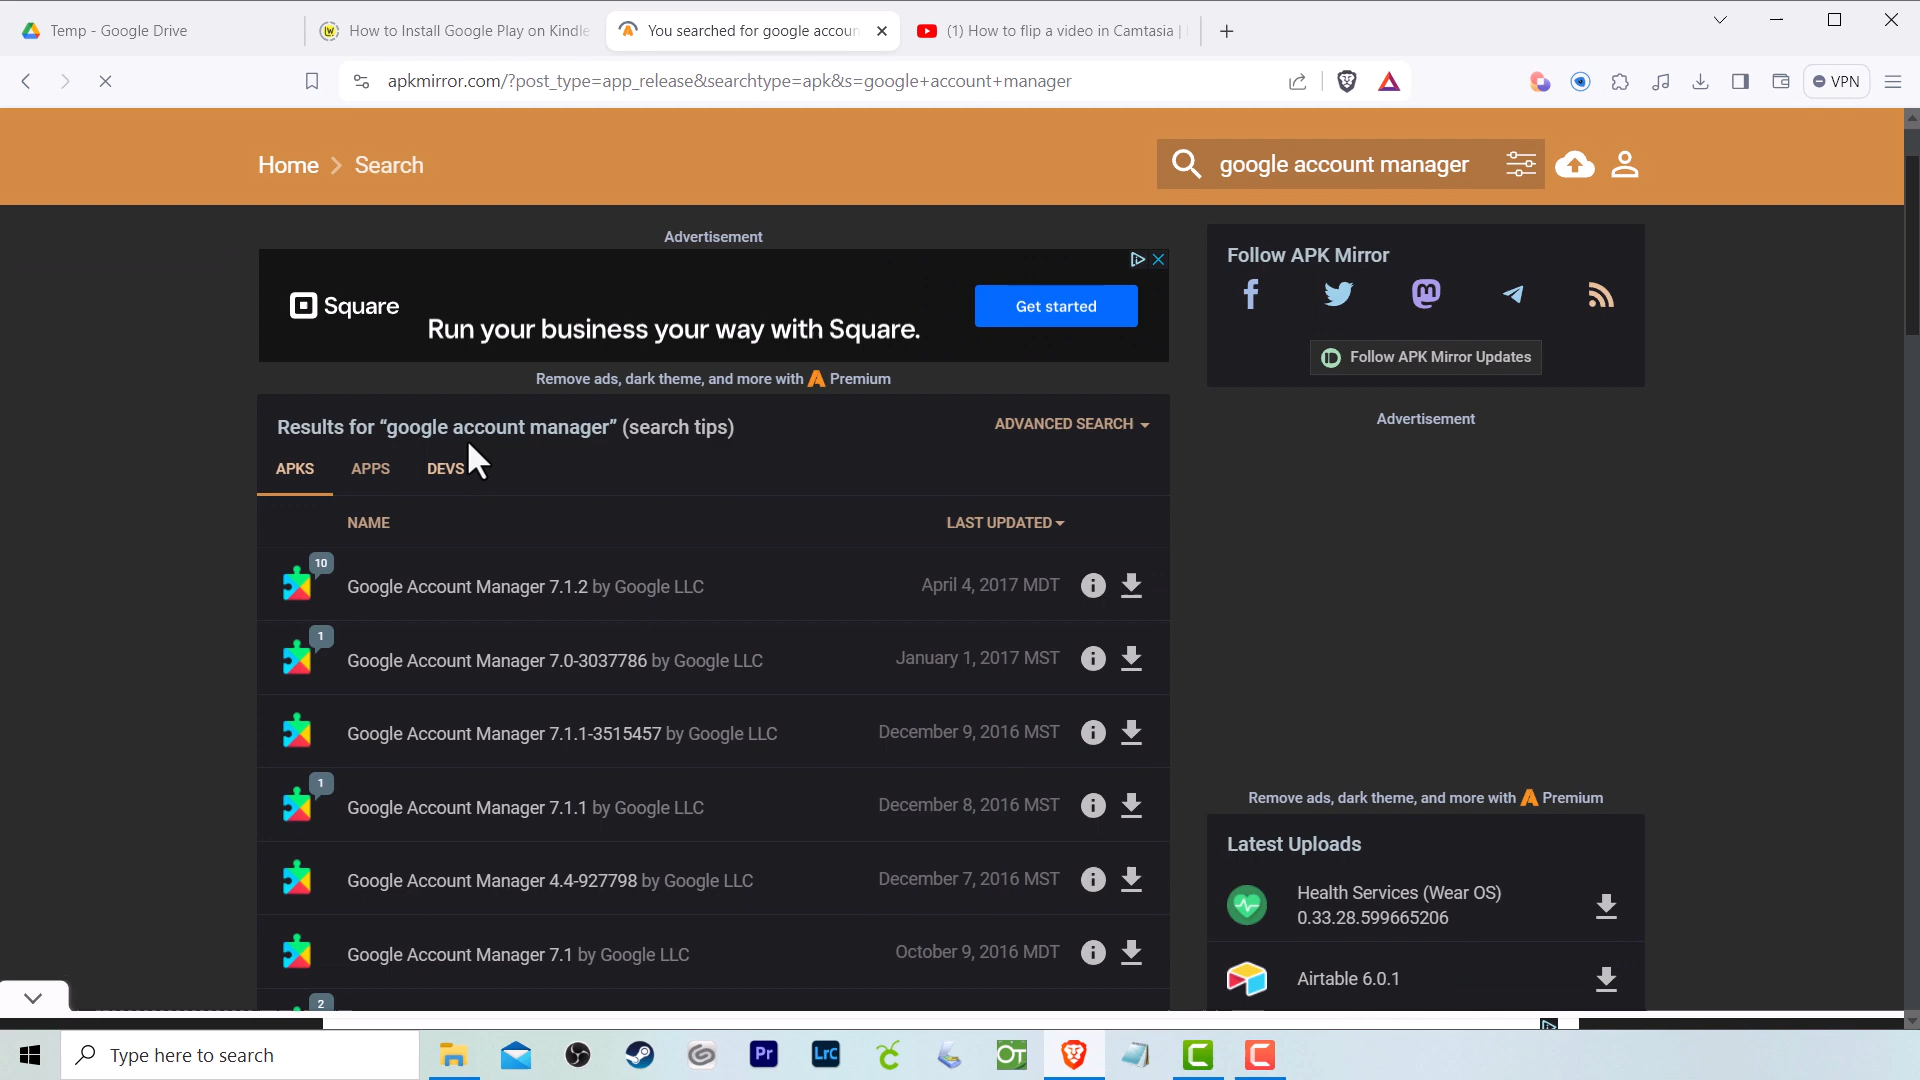 Temp - Google Drive
How to Install Google Play on Kindle
You searched for google accoun
(1) How to flip a video in Camtasia |
apkmirror.com/?post_type=app_release&searchtype=apk&s=google+account+manager
VPN
Home
Search
google account manager
Advertisement
Square
Run your business your way with Square.
Get started
Remove ads, dark theme, and more with Premium
Follow APK Mirror
Follow APK Mirror Updates
Advertisement
Results for “google account manager” (search tips)
ADVANCED SEARCH
APKS
APPS
DEVS
NAME
LAST UPDATED
10
Google Account Manager 7.1.2 by Google LLC
April 4, 2017 MDT
1
Google Account Manager 7.0-3037786 by Google LLC
January 1, 2017 MST
Google Account Manager 7.1.1-3515457 by Google LLC
December 9, 2016 MST
1
Google Account Manager 7.1.1 by Google LLC
December 8, 2016 MST
Google Account Manager 4.4-927798 by Google LLC
December 7, 2016 MST
Google Account Manager 7.1 by Google LLC
October 9, 2016 MDT
2
Remove ads, dark theme, and more with Premium
Latest Uploads
Health Services (Wear OS)
0.33.28.599665206
Airtable 6.0.1
Type here to search
Pr
LrC
OT